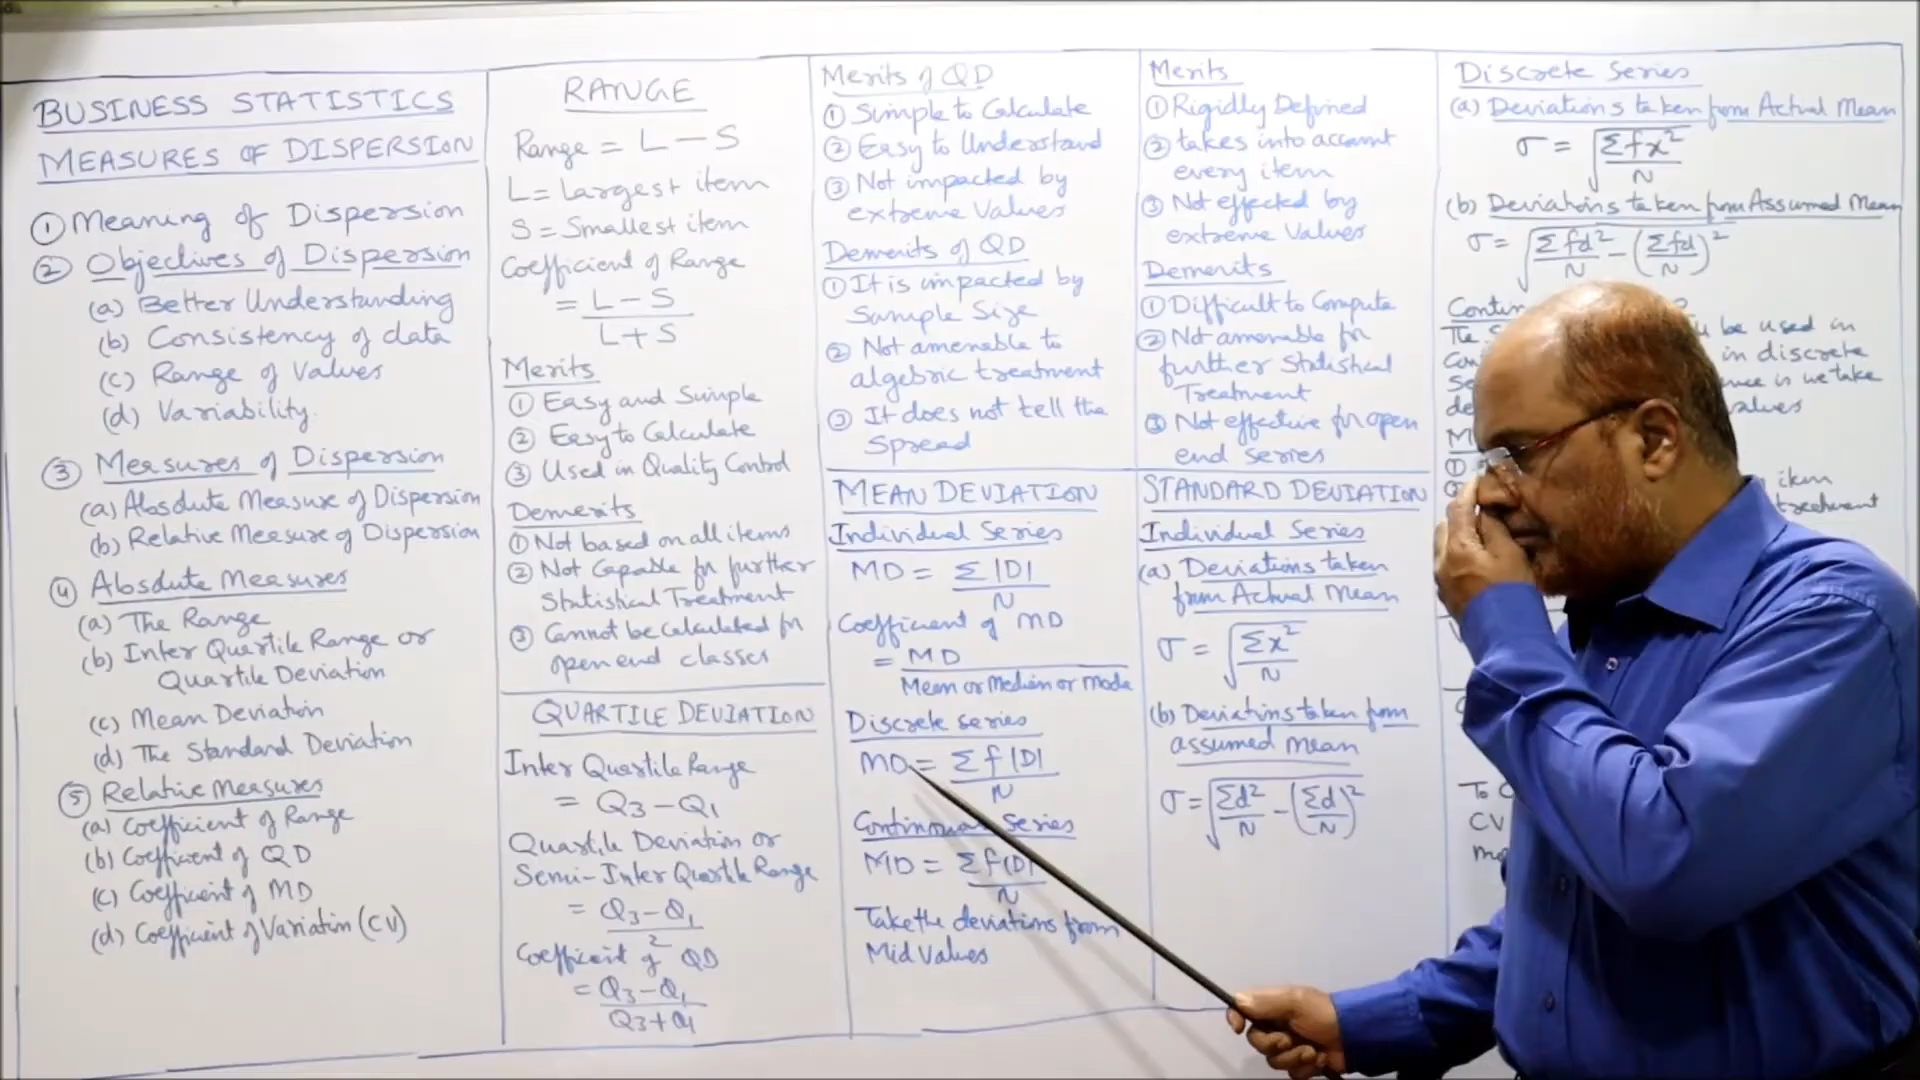 BUSINESS STATISTICS
MEASURES OF DISPERSION
① Meaning of Dispersion
② Objectives of Dispersion
(a) Better Understanding
(b) Consistency of data
(c) Range of Values
(d) Variability
③ Measures of Dispersion
(a) Absolute Measure of Dispersion
(b) Relative Measure of Dispersion
④ Absolute Measures
(a) The Range
(b) Inter Quartile Range or
Quartile Deviation
(c) Mean Deviation
(d) The Standard Deviation
⑤ Relative Measures
(a) Coefficient of Range
(b) Coefficient of QD
(c) Coefficient of MD
(d) Coefficient of Variation (CV)
RANGE
Range = L - S
L = Largest item
S = Smallest item
Coefficient of Range
= L - S
L + S
Merits
① Easy and Simple
② Easy to Calculate
③ Used in Quality Control
Demerits
① Not based on all items
② Not Capable for further
Statistical Treatment
③ Cannot be Calculated for
open end classes
QUARTILE DEVIATION
Inter Quartile Range
= Q3 - Q1
Quartile Deviation or
Semi-Inter Quartile Range
= Q3 - Q1
2
Coefficient of QD
= Q3 - Q1
Q3 + Q1
Merits of QD
① Simple to Calculate
② Easy to Understand
③ Not impacted by
extreme Values
Demerits of QD
① It is impacted by
Sample Size
② Not amenable to
algebric treatment
③ It does not tell the
Spread
MEAN DEVIATION
Individual Series
MD = Σ|D|
N
Coefficient of MD
= MD
Mean or Median or Mode
Discrete series
MD = Σf|D|
N
Continuous Series
MD = Σf|D|
N
Take the deviations from
Mid Values
Merits
① Rigidly Defined
② takes into account
every item
③ Not effected by
extreme Values
Demerits
① Difficult to Compute
② Not amenable for
further Statistical
Treatment
③ Not effective for open
end series
STANDARD DEVIATION
Individual Series
(a) Deviations taken
from Actual Mean
σ = √Σx²
N
(b) Deviations taken from
assumed Mean
σ = √Σd²/N - (Σd/N)²
Discrete Series
(a) Deviations taken from Actual Mean
σ = √Σfx²
N
(b) Deviations taken from Assumed Mean
σ = √Σfd²/N - (Σfd/N)²
be used in
in discrete
is we take
values
treatment
To
CV